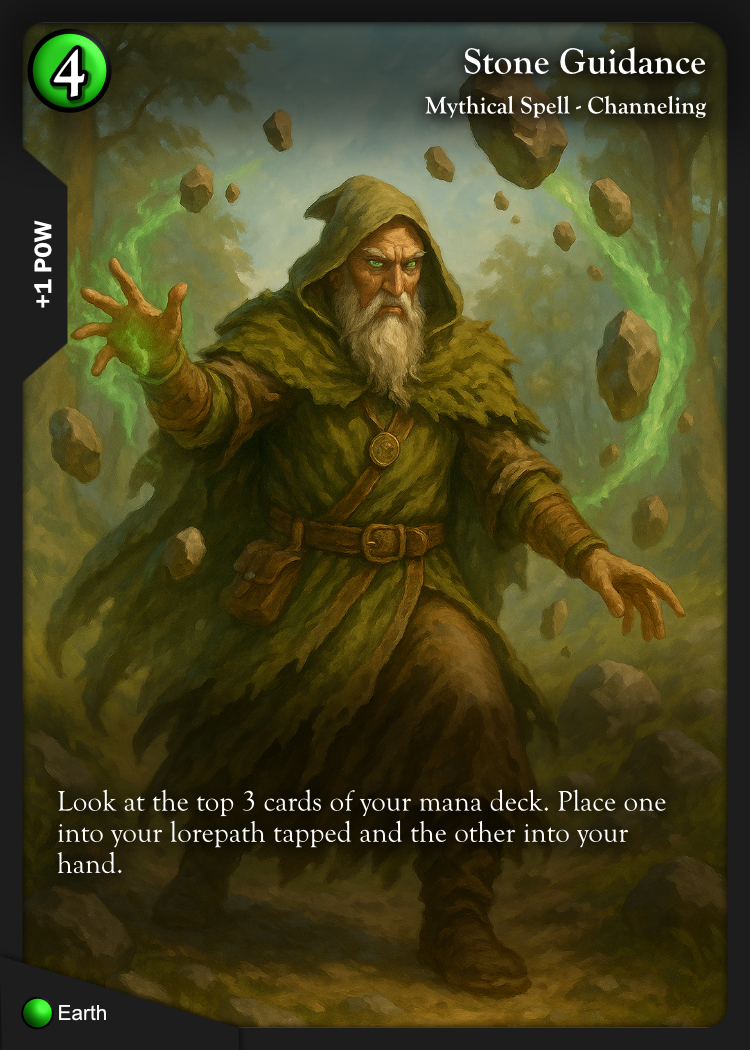 4
Stone Guidance
Mythical Spell - Channeling
+1 POW
Look at the top 3 cards of your mana deck. Place one
into your lorepath tapped and the other into your
hand.
Earth